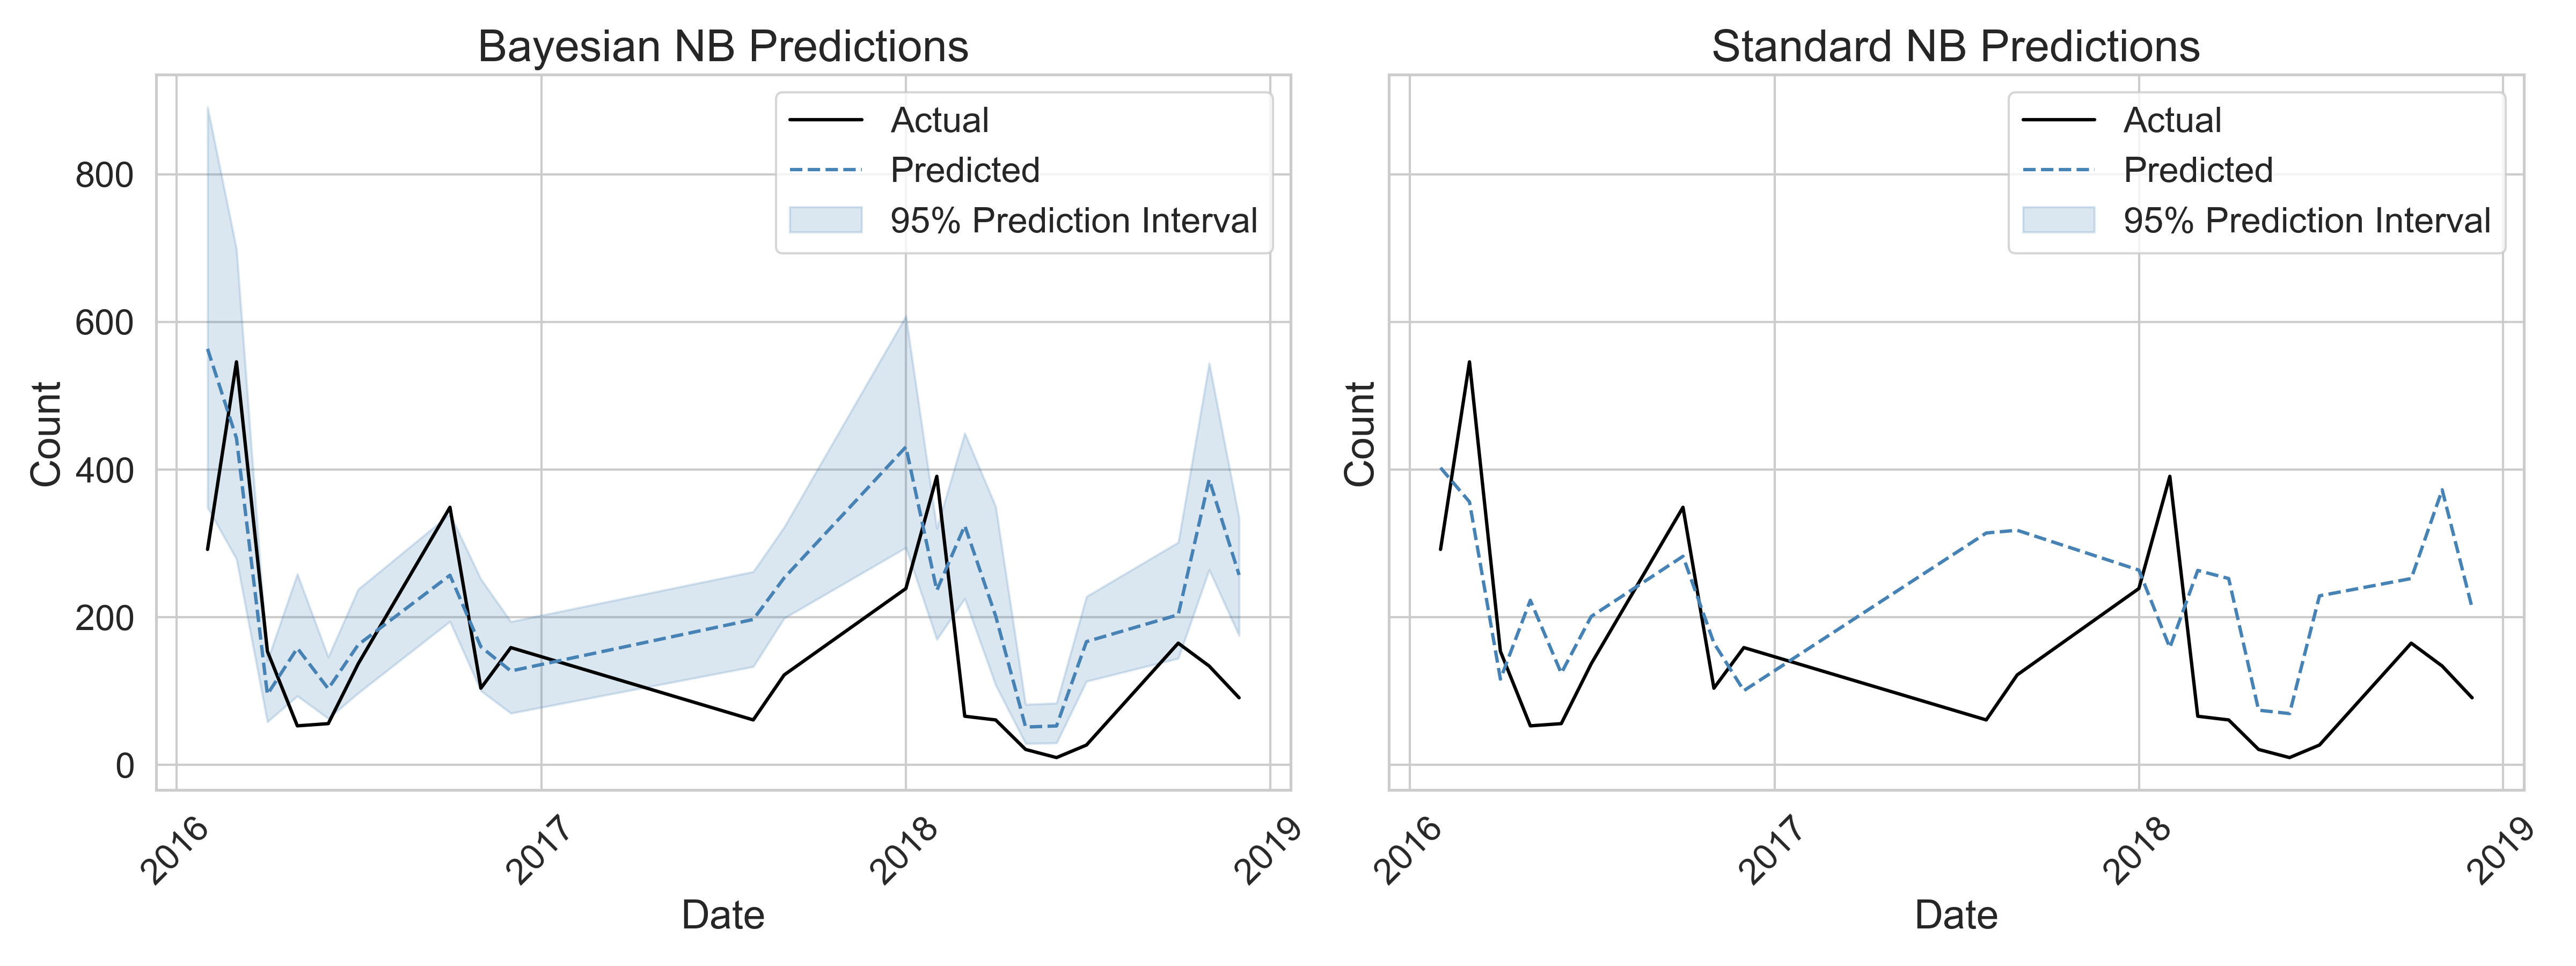 Bayesian NB Predictions
Actual
Predicted
95% Prediction Interval
Count
800
600
400
200
0
2016
2017
2018
2019
Date
Standard NB Predictions
Actual
Predicted
95% Prediction Interval
Count
2016
2017
2018
2019
Date